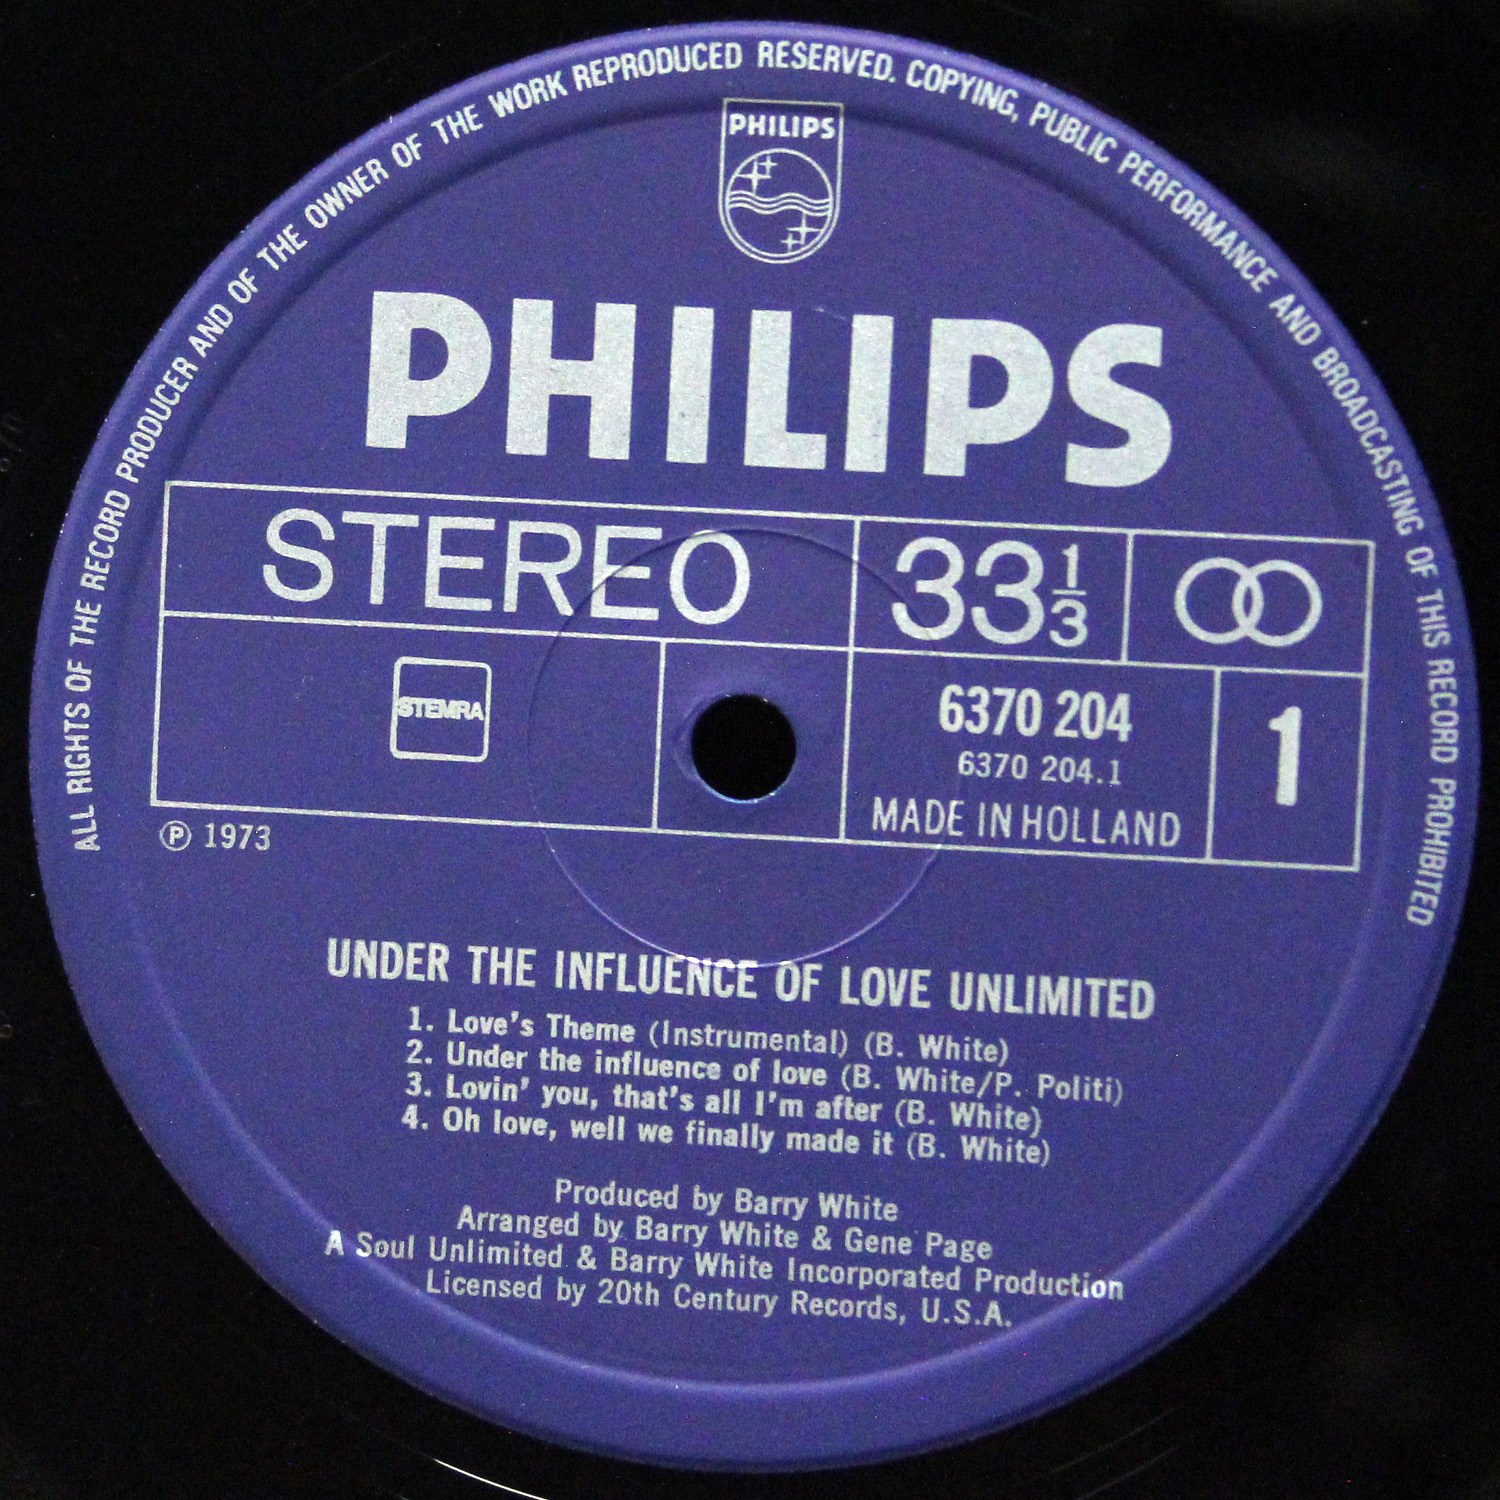 ALL RIGHTS OF THE RECORD PRODUCER AND OF THE OWNER OF THE WORK REPRODUCED RESERVED. COPYING, PUBLIC PERFORMANCE AND BROADCASTING OF THIS RECORD PROHIBITED
PHILIPS
PHILIPS
STEREO 33 1/3
STEMRA
6370 204
6370 204.1
MADE IN HOLLAND
1
Ⓟ 1973
UNDER THE INFLUENCE OF LOVE UNLIMITED
1. Love's Theme (Instrumental) (B. White)
2. Under the influence of love (B. White/P. Politi)
3. Lovin' you, that's all I'm after (B. White)
4. Oh love, well we finally made it (B. White)
Produced by Barry White
Arranged by Barry White & Gene Page
A Soul Unlimited & Barry White Incorporated Production
Licensed by 20th Century Records, U.S.A.